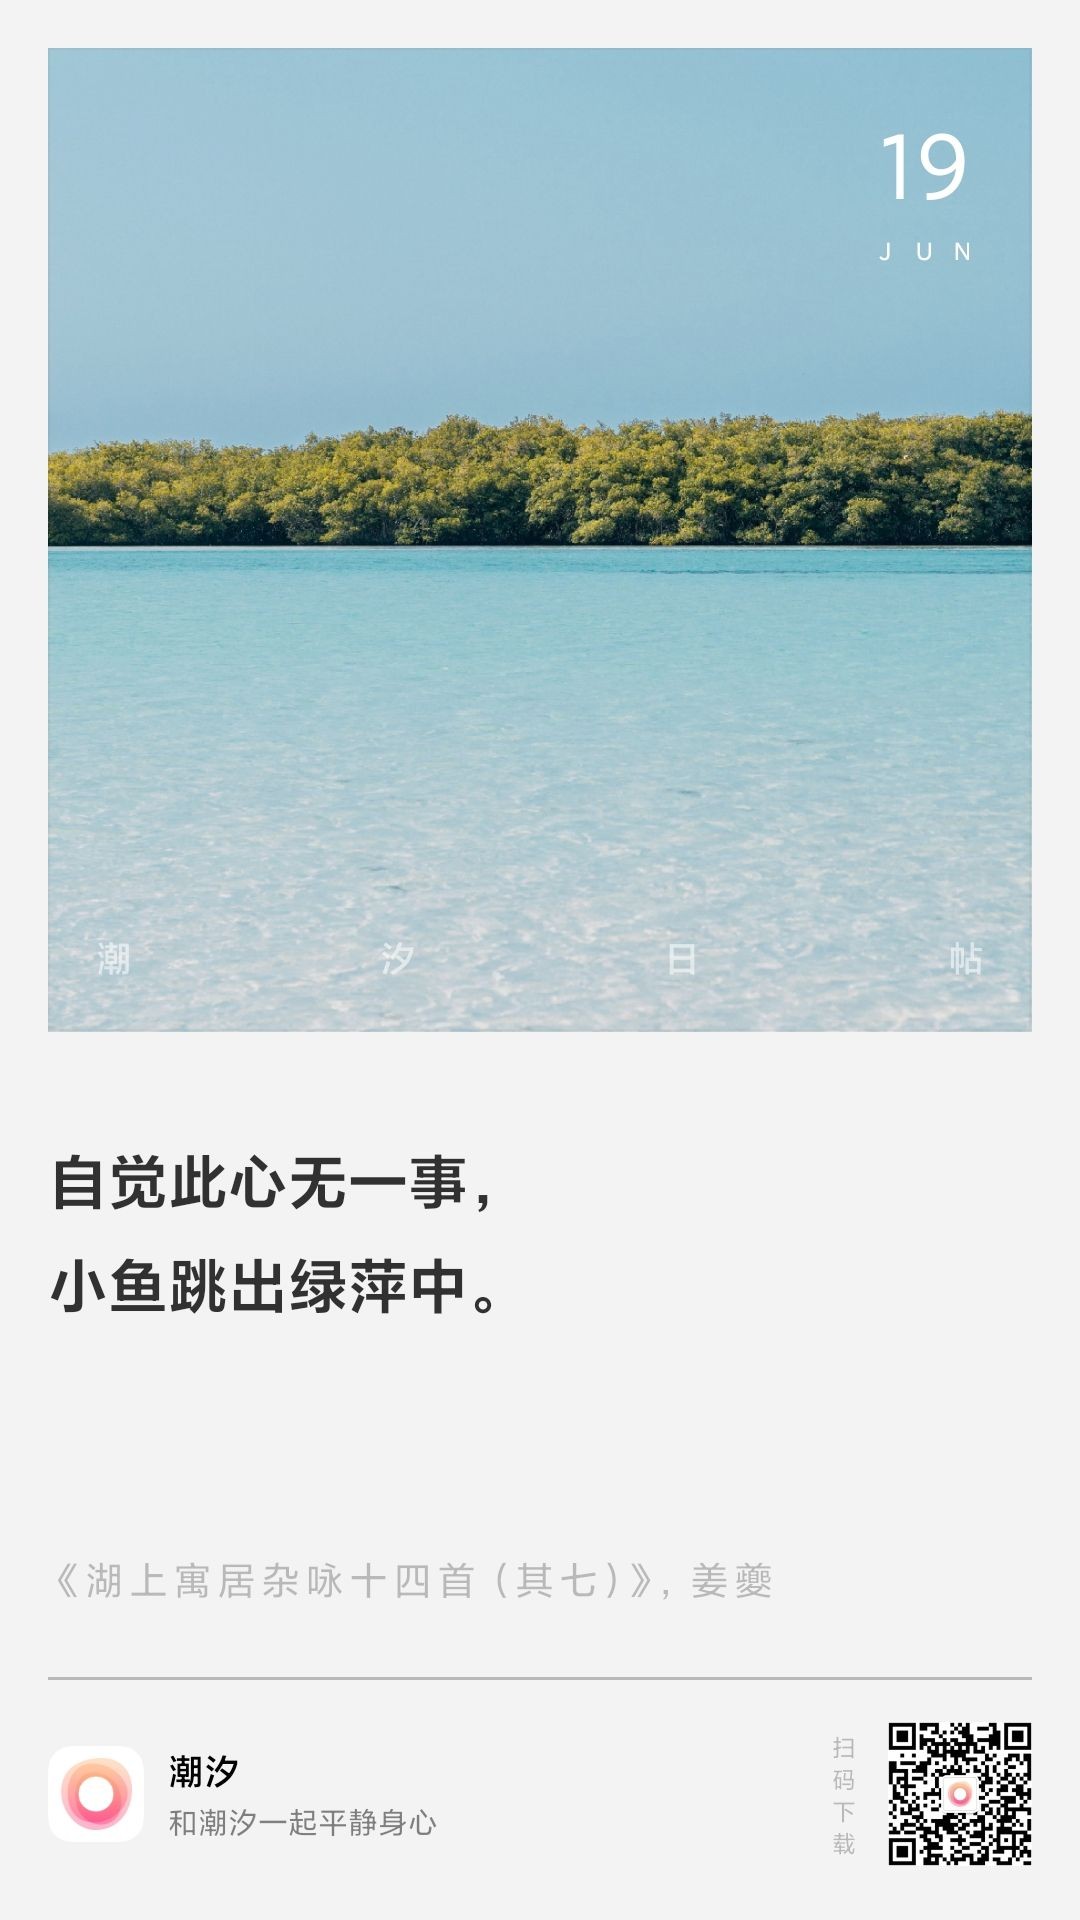 19
JUN
潮汐日帖
自觉此心无一事，
小鱼跳出绿萍中。
《湖上寓居杂咏十四首（其七）》，姜夔
潮汐
和潮汐一起平静身心
扫码下载